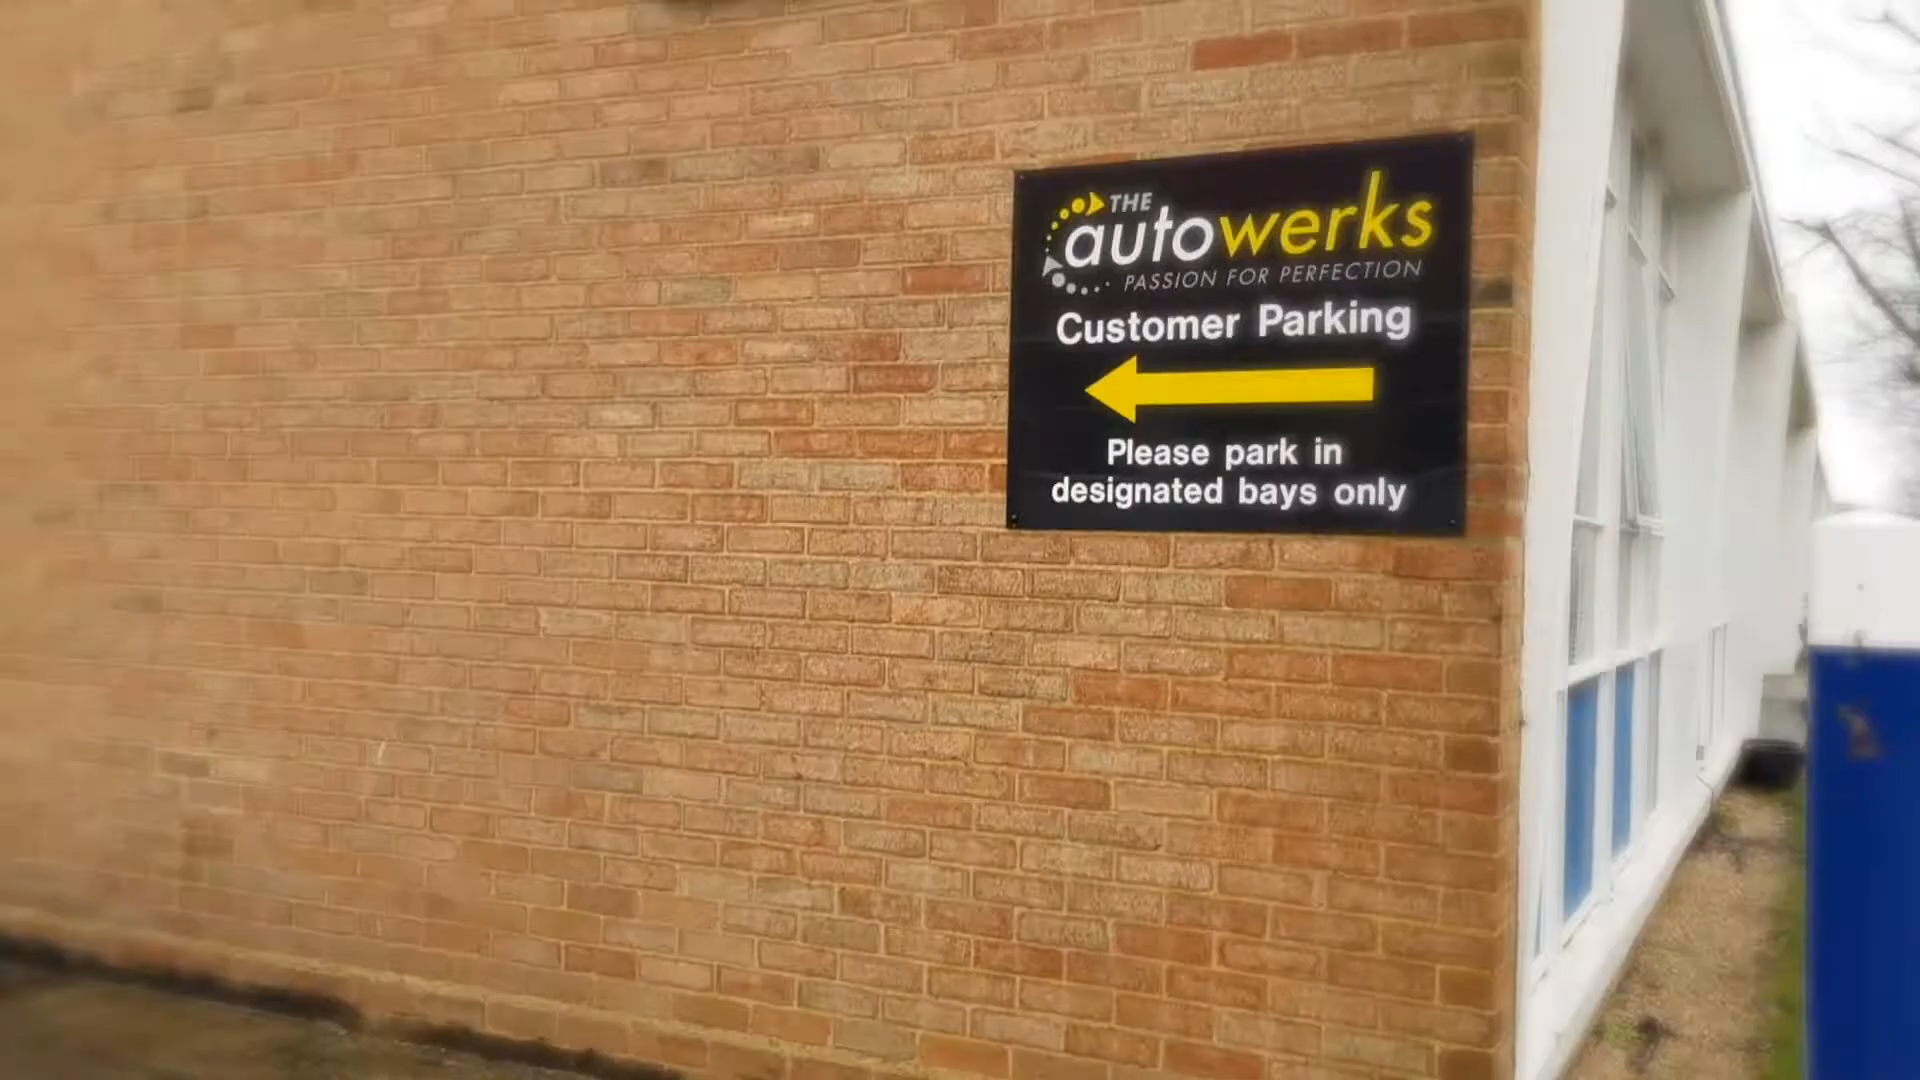 THE
autowerks
PASSION FOR PERFECTION
Customer Parking
Please park in
designated bays only